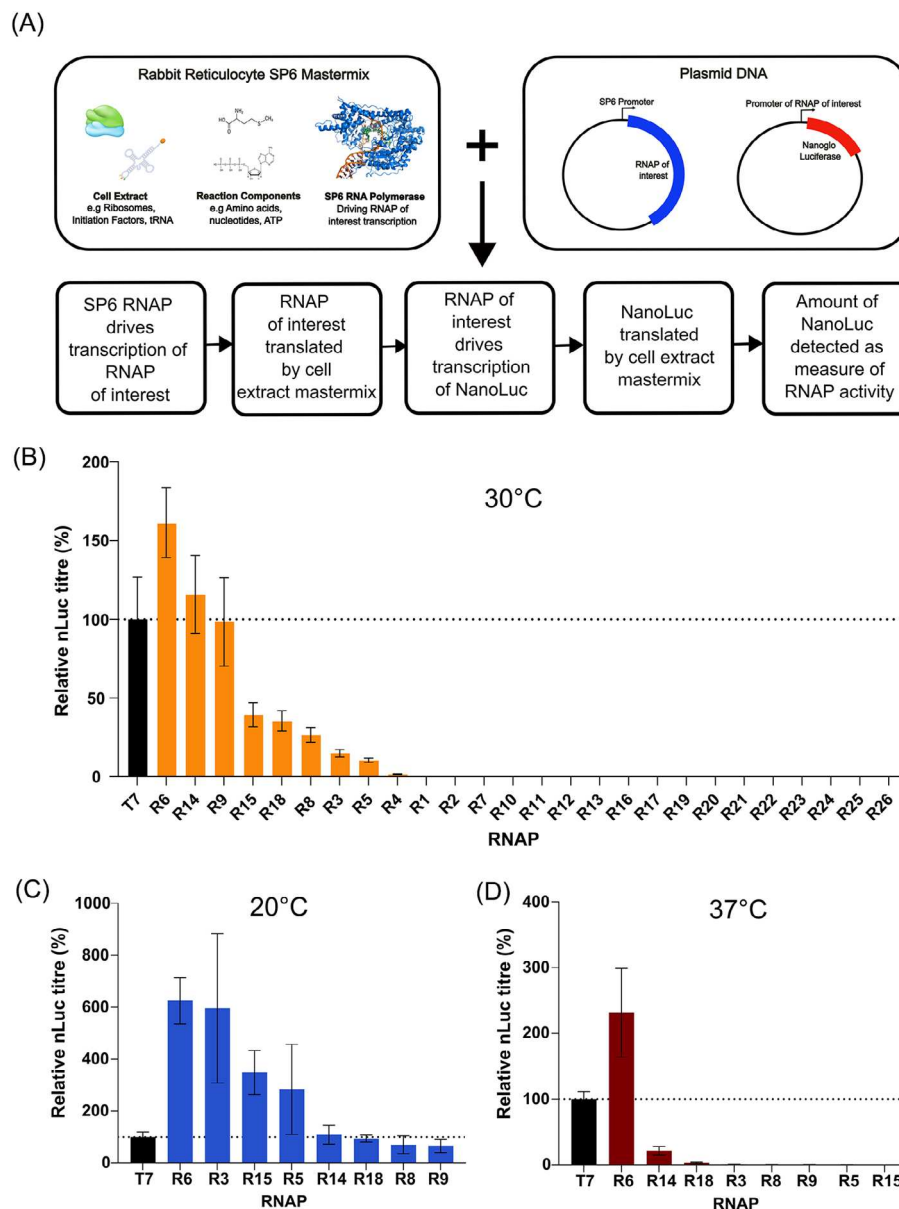 (A)
Rabbit Reticulocyte SP6 Mastermix
Cell Extract
e.g Ribosomes,
Initiation Factors, tRNA
Reaction Components
e.g Amino acids,
nucleotides, ATP
SP6 RNA Polymerase
Driving RNAP of
interest transcription
+
Plasmid DNA
SP6 Promoter
RNAP of
interest
Promoter of RNAP of interest
Nanoglo
Luciferase
SP6 RNAP
drives
transcription of
RNAP
of interest
RNAP
of interest
translated
by cell
extract mastermix
RNAP of
interest
drives
transcription
of NanoLuc
NanoLuc
translated
by cell extract
mastermix
Amount of
NanoLuc
detected as
measure of
RNAP activity
(B)
30°C
Relative nLuc titre (%)
200
150
100
50
0
T7 R6 R14 R9 R15 R18 R8 R3 R5 R4 R1 R2 R7 R10 R11 R12 R13 R16 R17 R19 R20 R21 R22 R23 R24 R25 R26
RNAP
(C)
20°C
Relative nLuc titre (%)
1000
800
600
400
200
0
T7 R6 R3 R15 R5 R14 R18 R8 R9
RNAP
(D)
37°C
Relative nLuc titre (%)
400
300
200
100
0
T7 R6 R14 R18 R3 R8 R9 R5 R15
RNAP